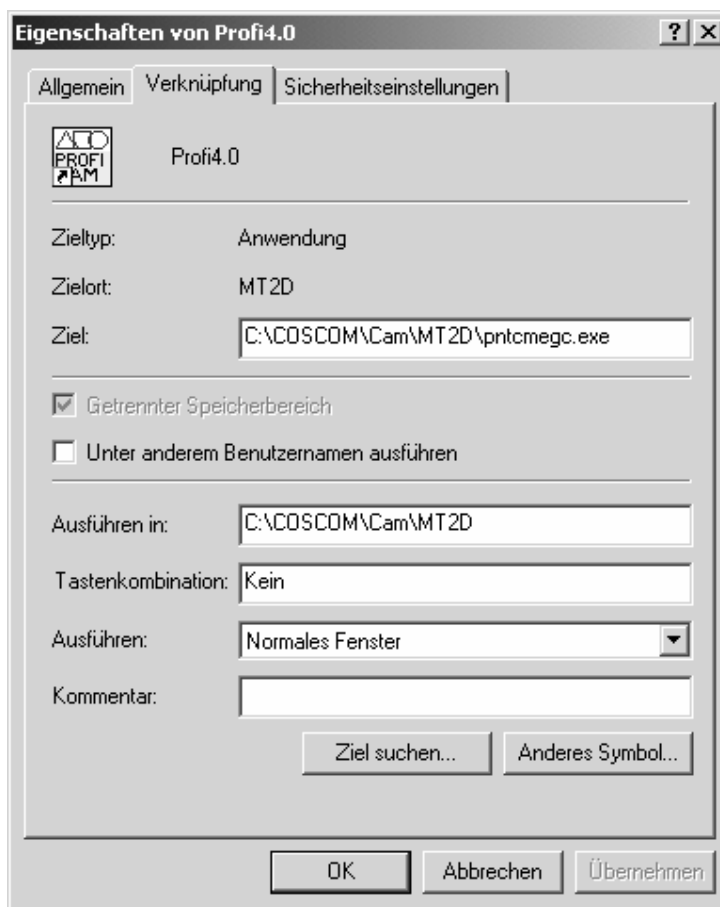 Eigenschaften von Profi4.0
Allgemein Verknüpfung Sicherheitseinstellungen
PROFI
AM
Profi4.0
Zieltyp: Anwendung
Zielort: MT2D
Ziel: C:\COSCOM\Cam\MT2D\pntcmegc.exe
Getrennter Speicherbereich
Unter anderem Benutzernamen ausführen
Ausführen in: C:\COSCOM\Cam\MT2D
Tastenkombination: Kein
Ausführen: Normales Fenster
Kommentar:
Ziel suchen... Anderes Symbol...
OK Abbrechen Übernehmen